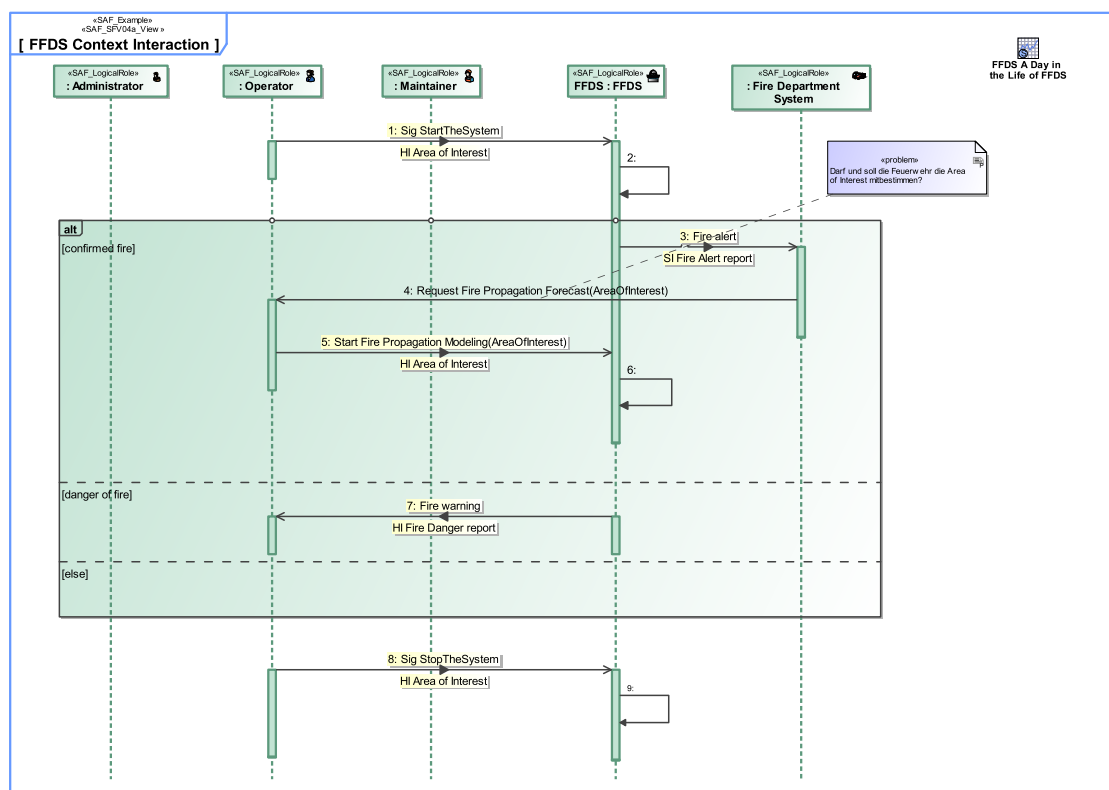 «SAF_Example»
«SAF_SFV04a_View »
[ FFDS Context Interaction ]
FFDS A Day in
the Life of FFDS
«SAF_LogicalRole»
: Administrator
«SAF_LogicalRole»
: Operator
«SAF_LogicalRole»
: Maintainer
«SAF_LogicalRole»
FFDS : FFDS
«SAF_LogicalRole»
: Fire Department
System
1: Sig StartTheSystem
HI Area of Interest
2:
«problem»
Darf und soll die Feuerwehr die Area
of Interest mitbestimmen?
alt
[confirmed fire]
3: Fire alert
SI Fire Alert report
4: Request Fire Propagation Forecast(AreaOfInterest)
5: Start Fire Propagation Modeling(AreaOfInterest)
HI Area of Interest
6:
[danger of fire]
7: Fire warning
HI Fire Danger report
[else]
8: Sig StopTheSystem
HI Area of Interest
9: